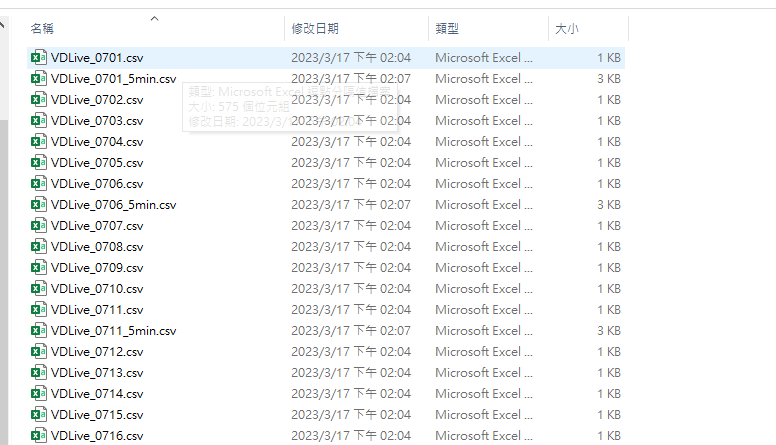 名稱 修改日期 類型 大小
VDLive_0701.csv 2023/3/17 下午 02:04 Microsoft Excel ... 1 KB
VDLive_0701_5min.csv 2023/3/17 下午 02:07 Microsoft Excel ... 3 KB
類型: Microsoft Excel 逗點分隔值檔案
VDLive_0702.csv 2023/3/17 下午 02:04 Microsoft Excel ... 1 KB
大小: 575 個位元組
VDLive_0703.csv 2023/3/17 下午 02:04 Microsoft Excel ... 1 KB
修改日期: 2023/3/
VDLive_0704.csv 2023/3/17 下午 02:04 Microsoft Excel ... 1 KB
VDLive_0705.csv 2023/3/17 下午 02:04 Microsoft Excel ... 1 KB
VDLive_0706.csv 2023/3/17 下午 02:04 Microsoft Excel ... 1 KB
VDLive_0706_5min.csv 2023/3/17 下午 02:07 Microsoft Excel ... 3 KB
VDLive_0707.csv 2023/3/17 下午 02:04 Microsoft Excel ... 1 KB
VDLive_0708.csv 2023/3/17 下午 02:04 Microsoft Excel ... 1 KB
VDLive_0709.csv 2023/3/17 下午 02:04 Microsoft Excel ... 1 KB
VDLive_0710.csv 2023/3/17 下午 02:04 Microsoft Excel ... 1 KB
VDLive_0711.csv 2023/3/17 下午 02:04 Microsoft Excel ... 1 KB
VDLive_0711_5min.csv 2023/3/17 下午 02:07 Microsoft Excel ... 3 KB
VDLive_0712.csv 2023/3/17 下午 02:04 Microsoft Excel ... 1 KB
VDLive_0713.csv 2023/3/17 下午 02:04 Microsoft Excel ... 1 KB
VDLive_0714.csv 2023/3/17 下午 02:04 Microsoft Excel ... 1 KB
VDLive_0715.csv 2023/3/17 下午 02:04 Microsoft Excel ... 1 KB
VDLive_0716.csv 2023/3/17 下午 02:04 Microsoft Excel ... 1 KB